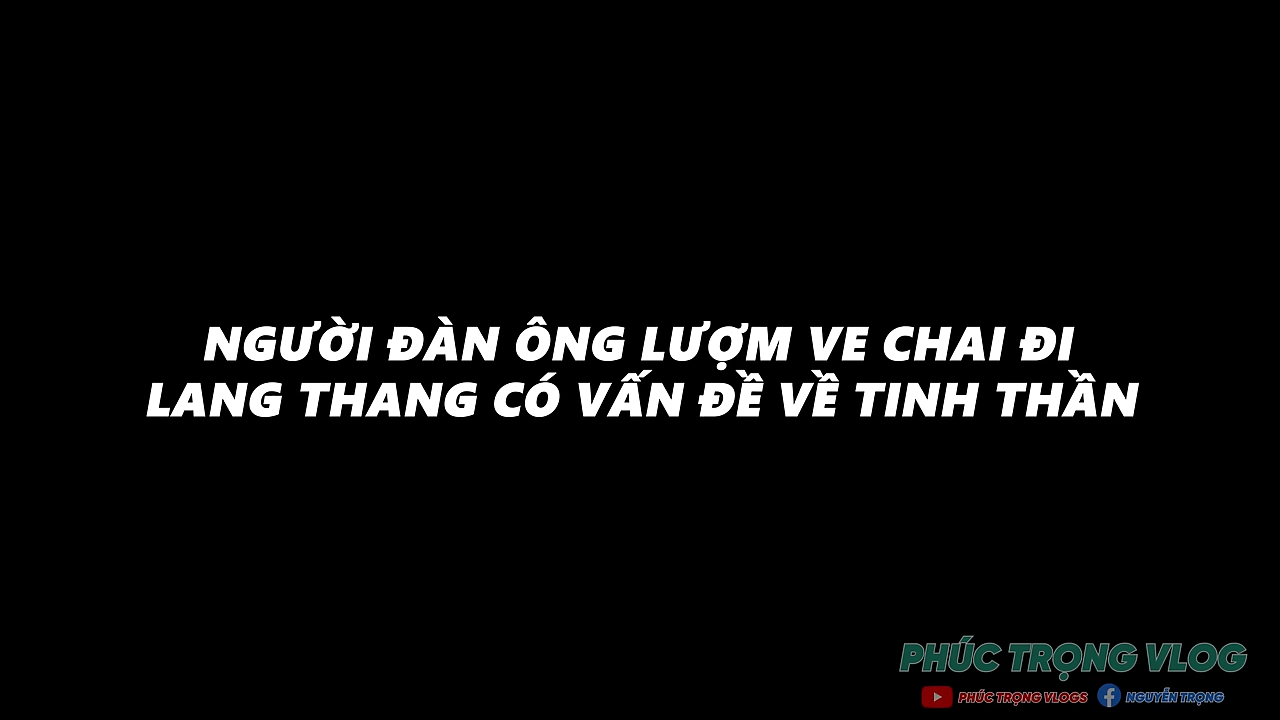 NGƯỜI ĐÀN ÔNG LƯỢM VE CHAI ĐI
LANG THANG CÓ VẤN ĐỀ VỀ TINH THẦN
PHÚC TRỌNG VLOG
PHÚC TRỌNG VLOGS NGUYỄN TRỌNG